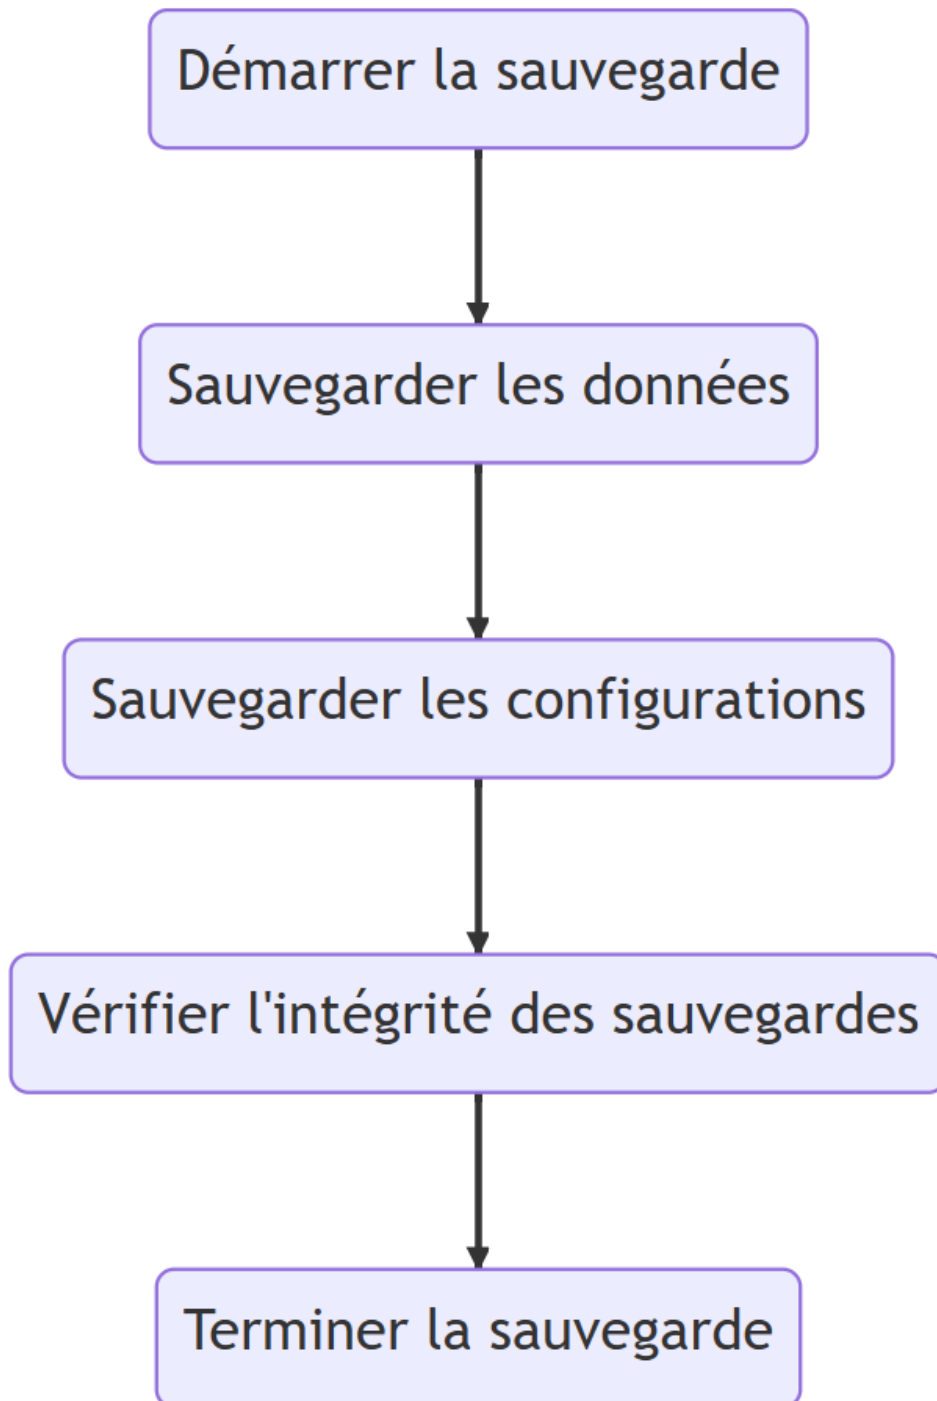 Démarrer la sauvegarde
Sauvegarder les données
Sauvegarder les configurations
Vérifier l'intégrité des sauvegardes
Terminer la sauvegarde